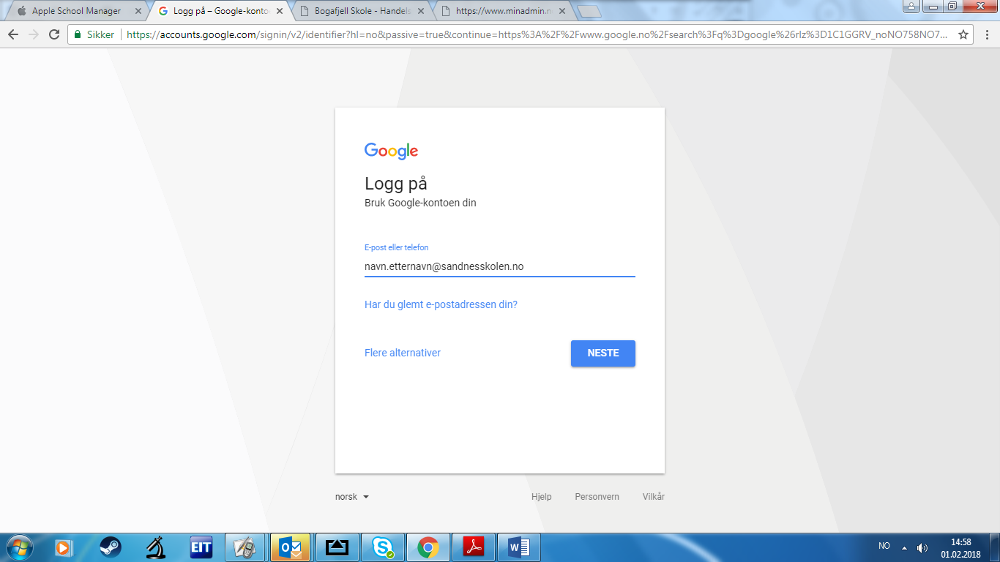 Apple School Manager
Logg på – Google-konto
Bogafjell Skole - Handels
https://www.minadmin.n
Sikker
https://accounts.google.com/signin/v2/identifier?hl=no&passive=true&continue=https%3A%2F%2Fwww.google.no%2Fsearch%3Fq%3Dgoogle%26rlz%3D1C1GGRV_noNO758NO7...
Google
Logg på
Bruk Google-kontoen din
E-post eller telefon
navn.etternavn@sandnesskolen.no
Har du glemt e-postadressen din?
Flere alternativer
NESTE
norsk
Hjelp
Personvern
Vilkår
EIT
NO
14:58
01.02.2018